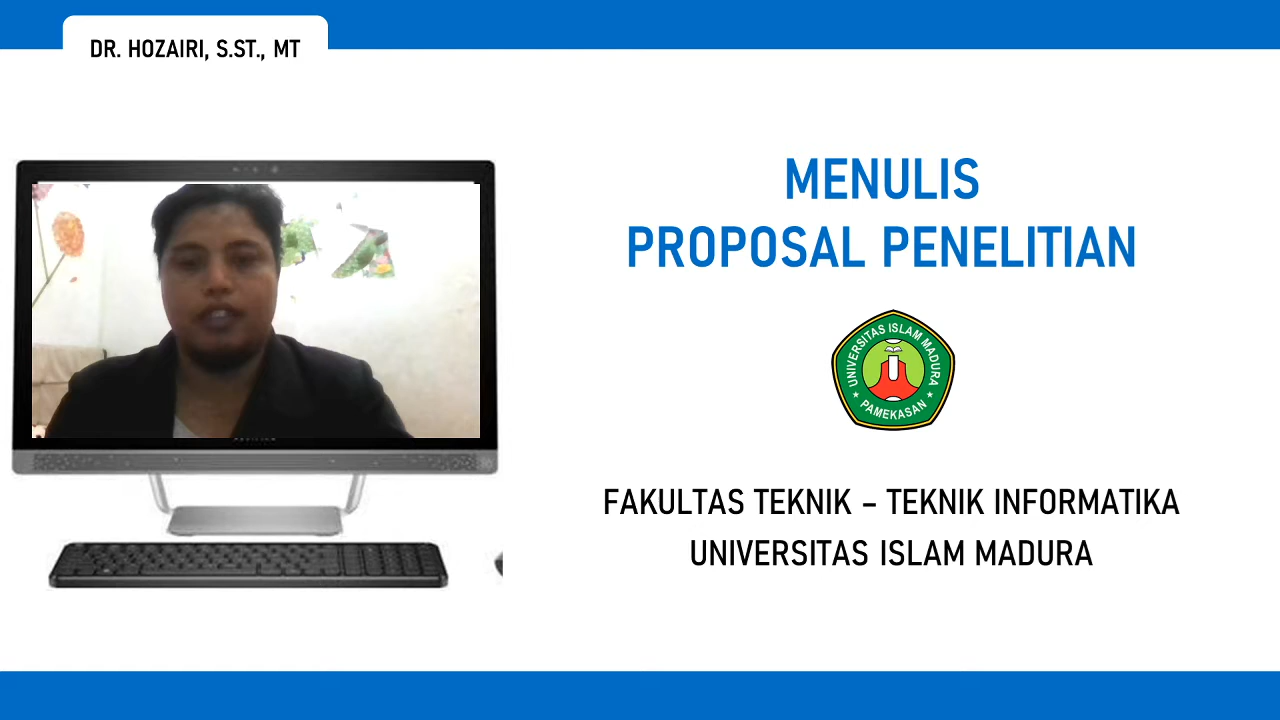 DR. HOZAIRI, S.ST., MT
MENULIS
PROPOSAL PENELITIAN
UNIVERSITAS ISLAM MADURA
PAMEKASAN
FAKULTAS TEKNIK – TEKNIK INFORMATIKA
UNIVERSITAS ISLAM MADURA